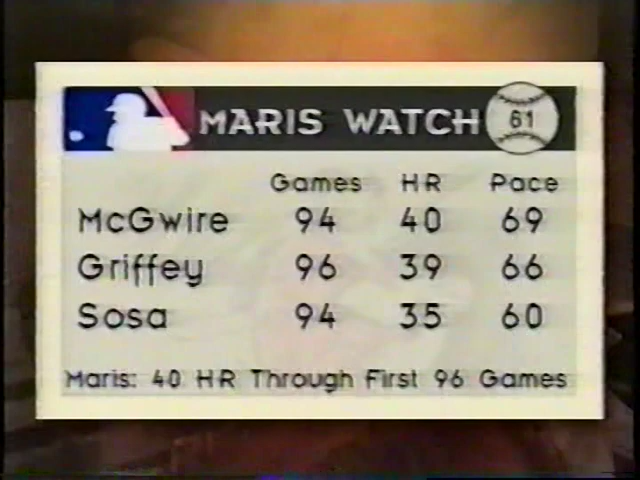 MARIS WATCH 61
Games HR Pace
McGwire 94 40 69
Griffey 96 39 66
Sosa 94 35 60
Maris: 40 HR Through First 96 Games